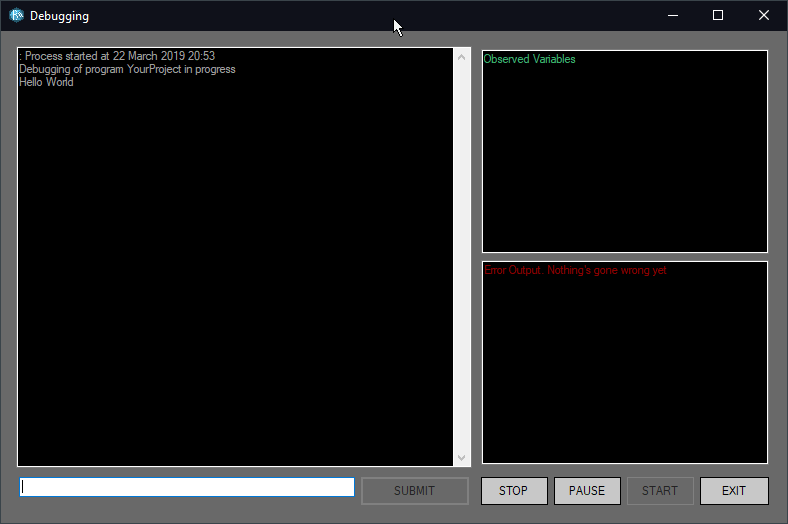 Debugging
: Process started at 22 March 2019 20:53
Debugging of program YourProject in progress
Hello World
Observed Variables
Error Output. Nothing's gone wrong yet
SUBMIT
STOP
PAUSE
START
EXIT